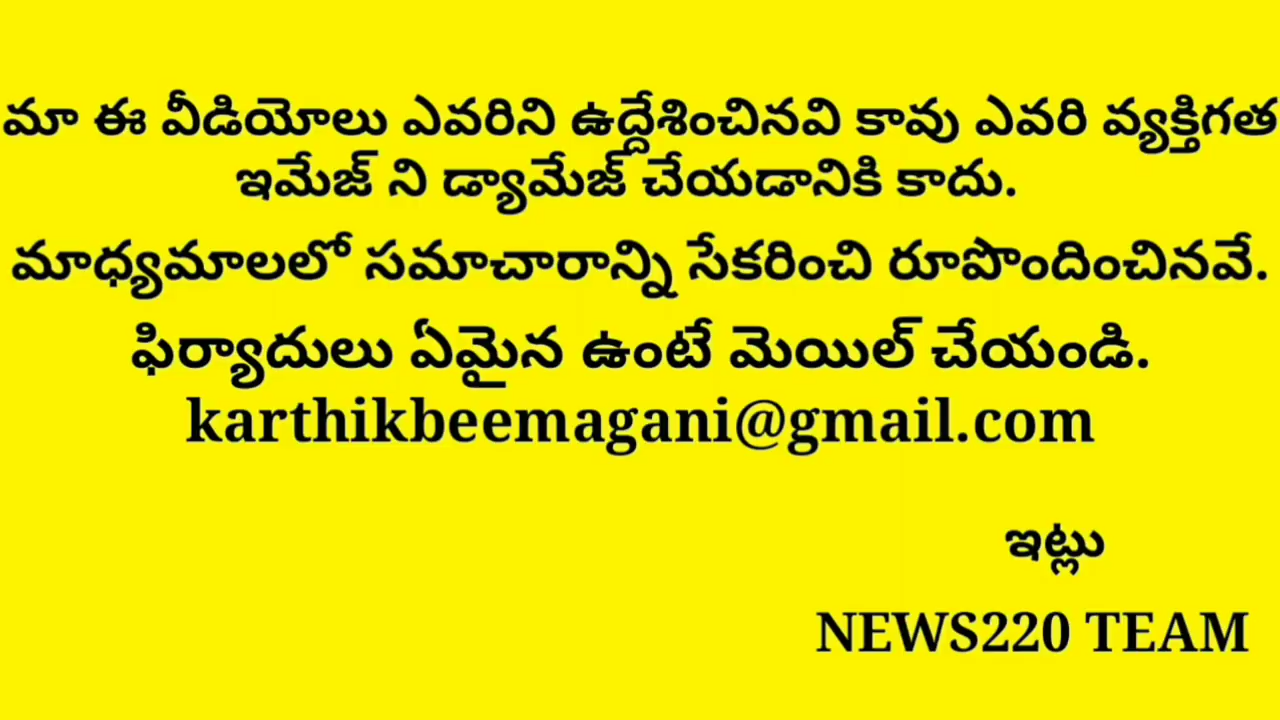 మా ఈ వీడియోలు ఎవరిని ఉద్దేశించినవి కావు ఎవరి వ్యక్తిగత
ఇమేజ్ ని డ్యామేజ్ చేయడానికి కాదు.
మాధ్యమాలలో సమాచారాన్ని సేకరించి రూపొందించినవే.
ఫిర్యాదులు ఏమైన ఉంటే మెయిల్ చేయండి.
karthikbeemagani@gmail.com
ఇట్లు
NEWS220 TEAM